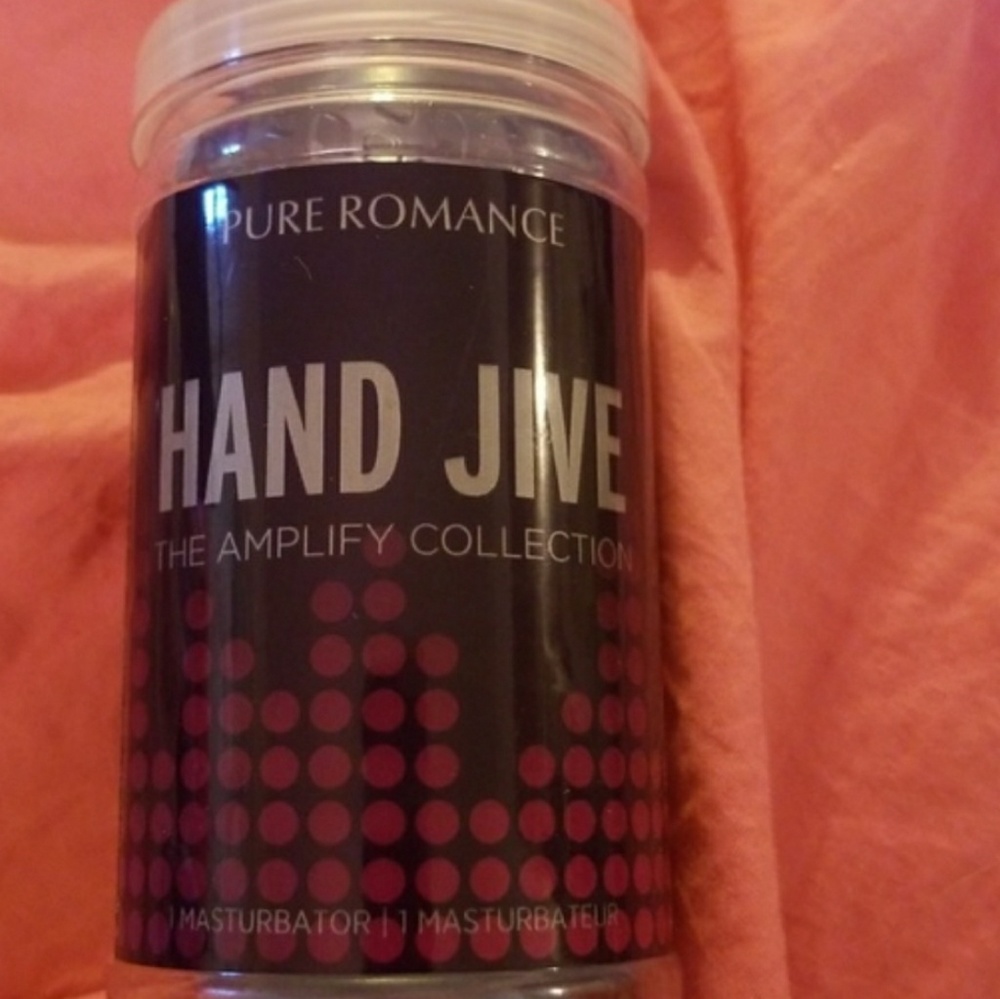 PURE ROMANCE
HAND JIVE
THE AMPLIFY COLLECTION
1 MASTURBATOR | 1 MASTURBATEUR